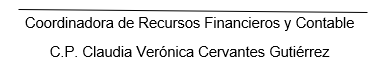 Coordinadora de Recursos Financieros y Contable
C.P. Claudia Verónica Cervantes Gutiérrez